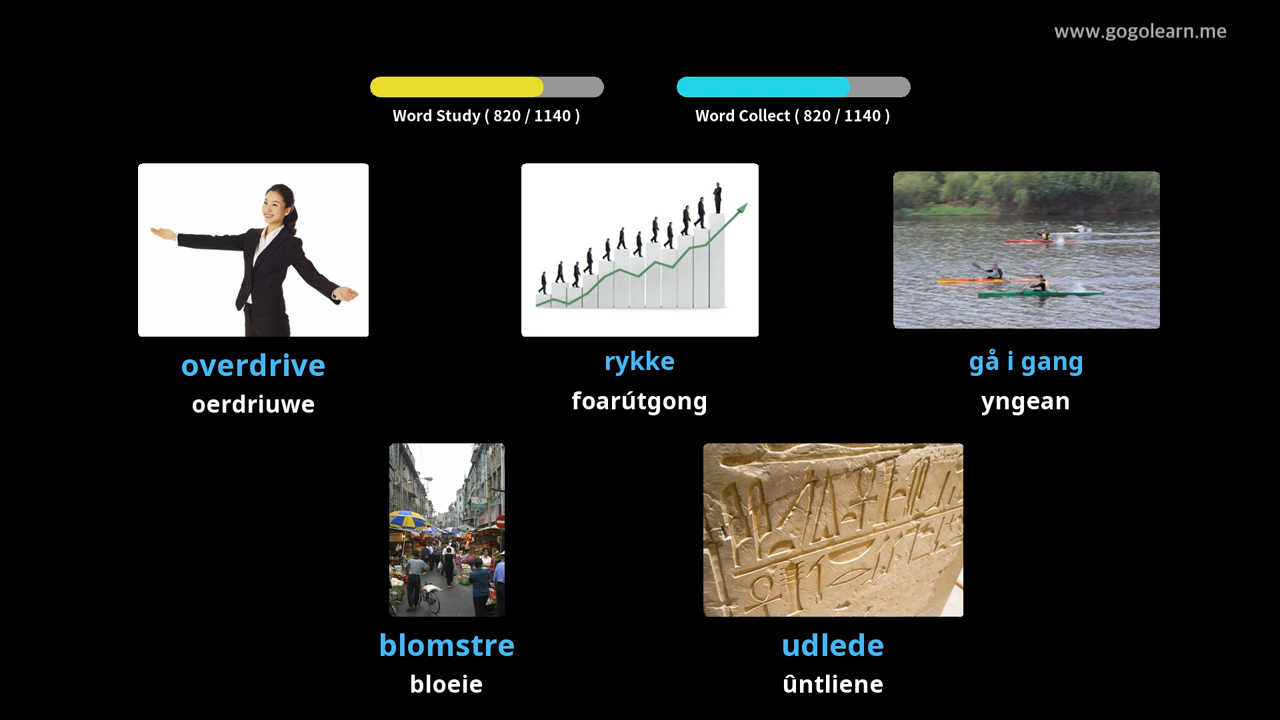 www.gogolearn.me
Word Study ( 820 / 1140 )
Word Collect ( 820 / 1140 )
overdrive
oerdriuwe
rykke
foarútgong
gå i gang
yngean
blomstre
bloeie
udlede
ûntliene